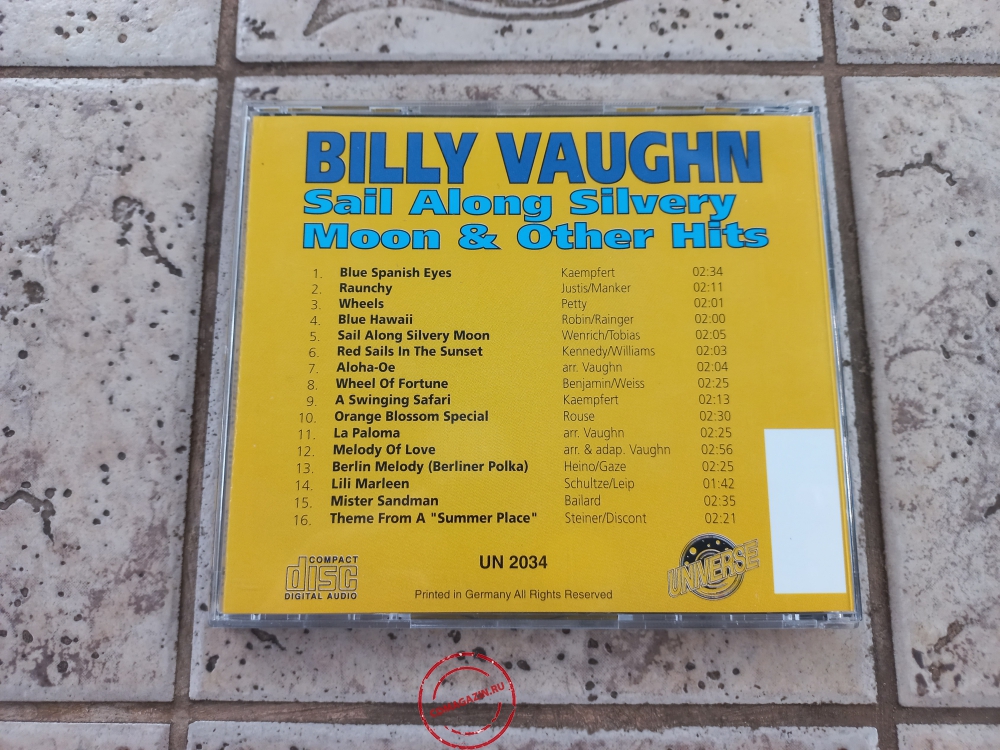 BILLY VAUGHN
Sail Along Silvery
Moon & Other Hits
1. Blue Spanish Eyes Kaempfert 02:34
2. Raunchy Justis/Manker 02:11
3. Wheels Petty 02:01
4. Blue Hawaii Robin/Rainger 02:00
5. Sail Along Silvery Moon Wenrich/Tobias 02:05
6. Red Sails In The Sunset Kennedy/Williams 02:03
7. Aloha-Oe arr. Vaughn 02:04
8. Wheel Of Fortune Benjamin/Weiss 02:25
9. A Swinging Safari Kaempfert 02:13
10. Orange Blossom Special Rouse 02:30
11. La Paloma arr. Vaughn 02:25
12. Melody Of Love arr. & adap. Vaughn 02:56
13. Berlin Melody (Berliner Polka) Heino/Gaze 02:25
14. Lili Marleen Schultze/Leip 01:42
15. Mister Sandman Bailard 02:35
16. Theme From A "Summer Place" Steiner/Discont 02:21
COMPACT
disc
DIGITAL AUDIO
UN 2034
UNIVERSE
Printed in Germany All Rights Reserved